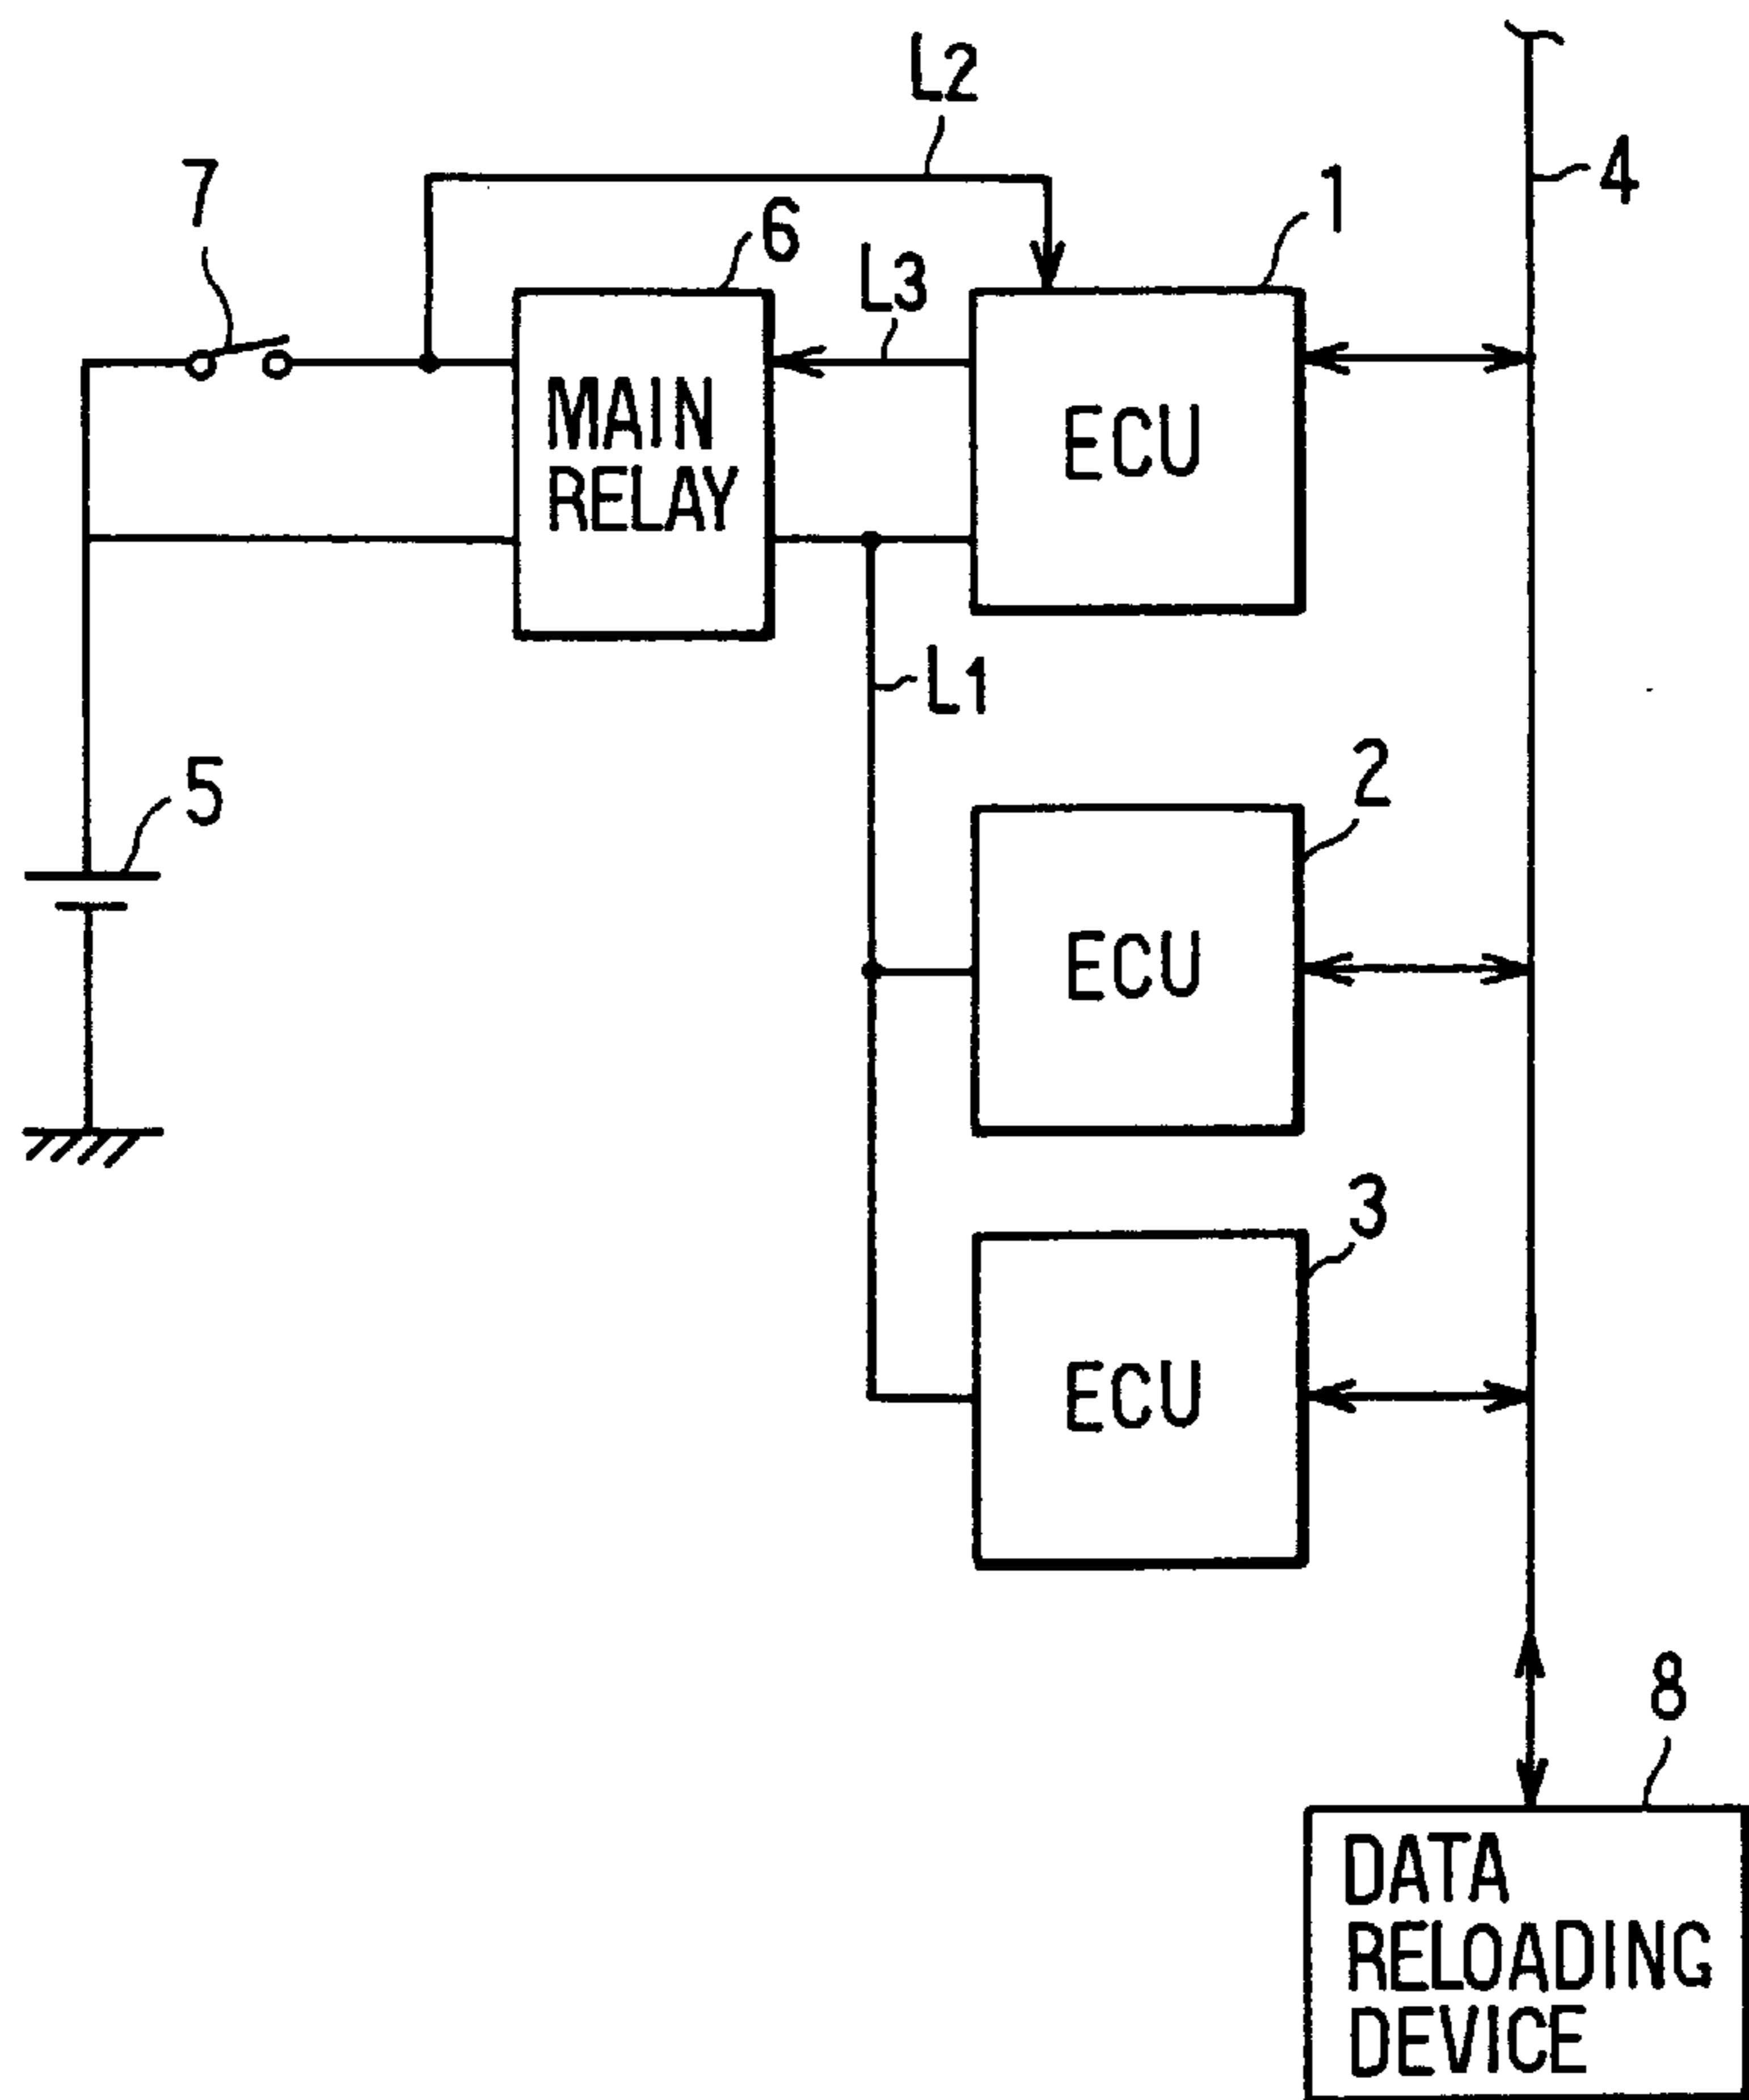 L2
7
6
L3
1
4
MAIN
RELAY
ECU
L1
5
2
ECU
3
ECU
8
DATA
RELOADING
DEVICE